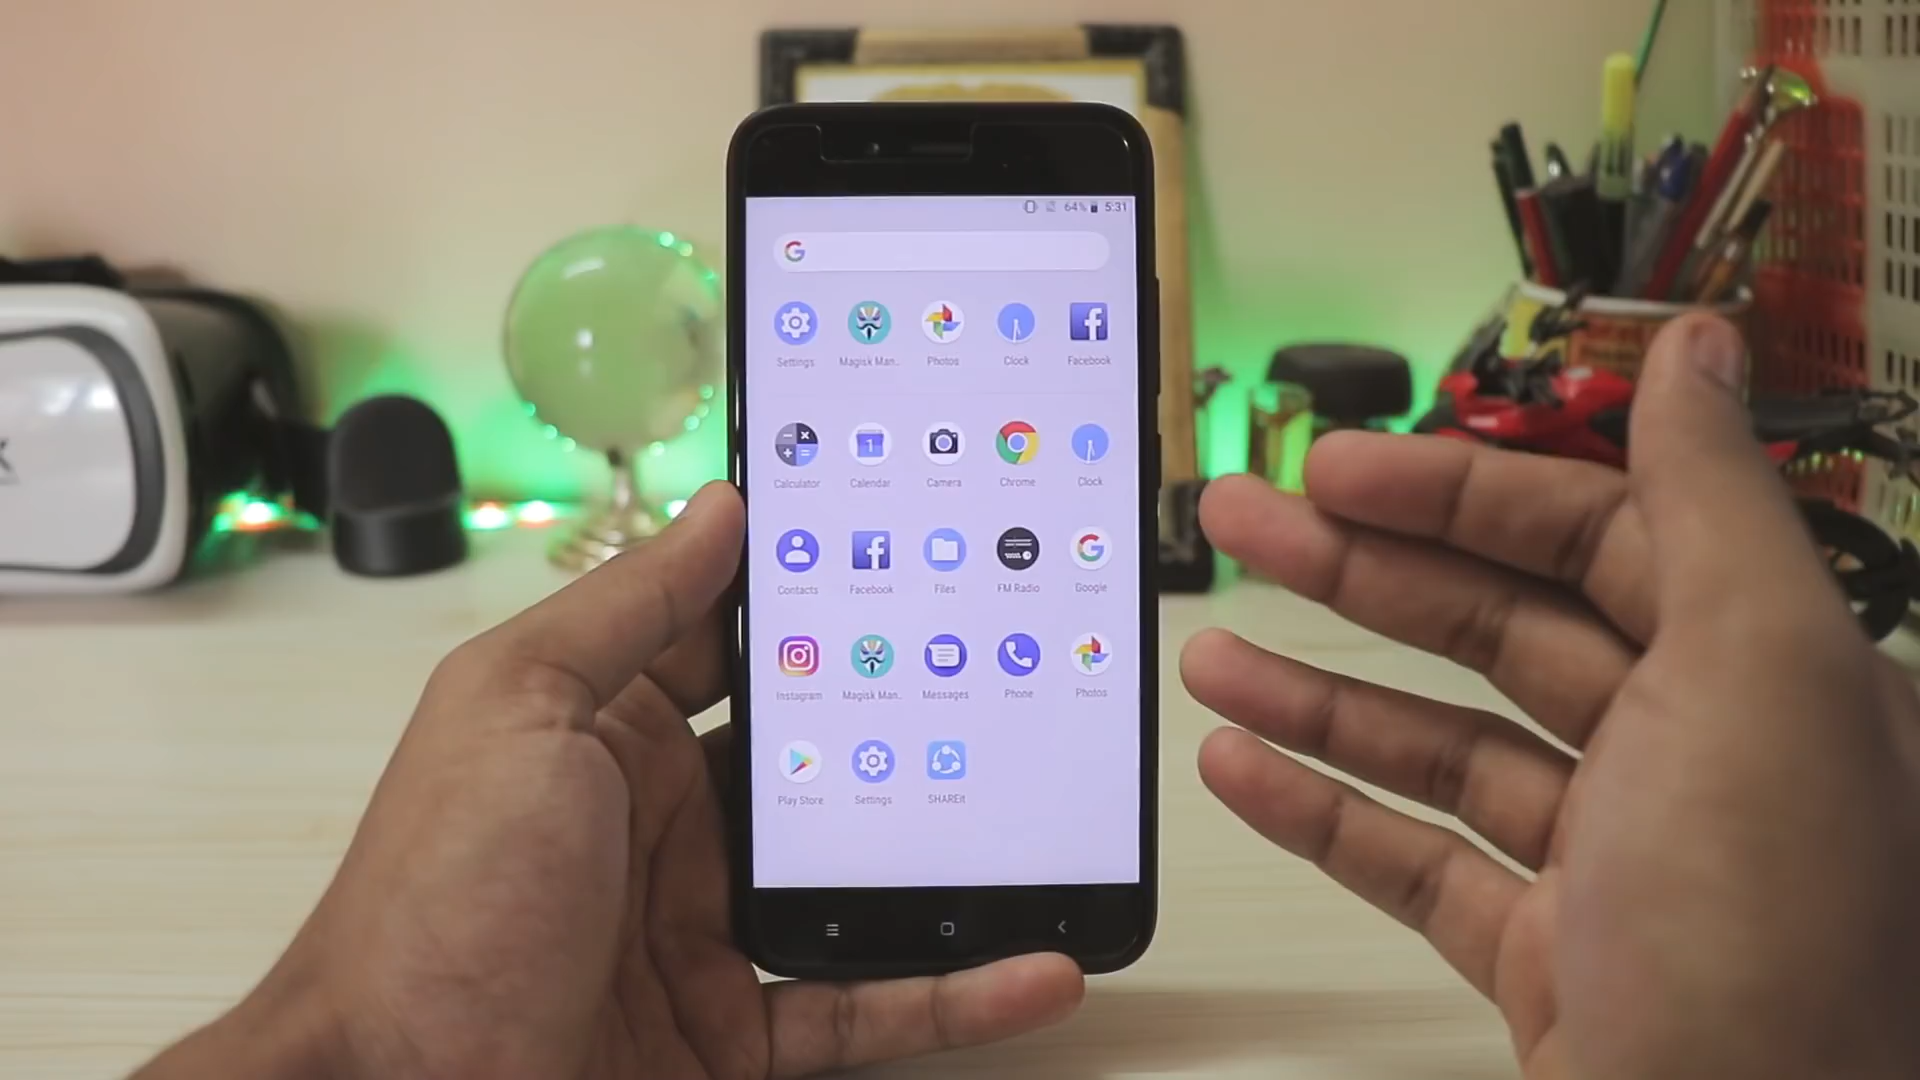 64% 5:31
G
Settings Magisk Man.. Photos Clock Facebook
1
Calculator Calendar Camera Chrome Clock
Contacts Facebook Files FM Radio Google
Instagram Magisk Man.. Messages Phone Photos
Play Store Settings SHAREit